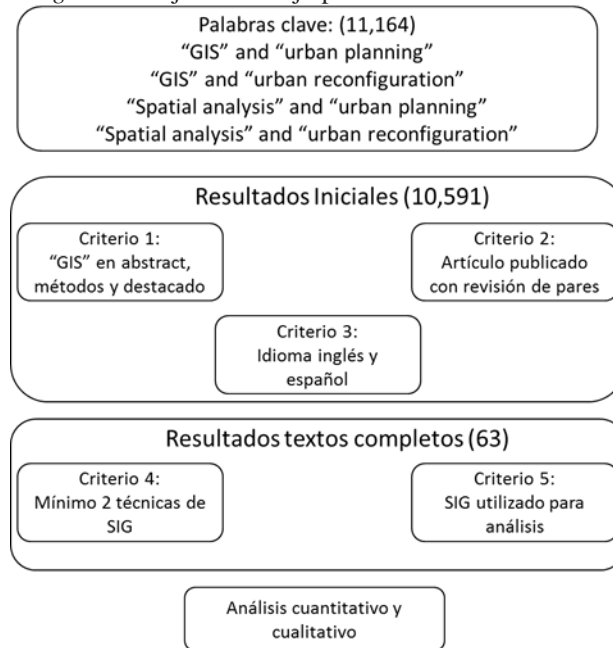 Palabras clave: (11,164)
“GIS” and “urban planning”
“GIS” and “urban reconfiguration”
“Spatial analysis” and “urban planning”
“Spatial analysis” and “urban reconfiguration”
Resultados Iniciales (10,591)
Criterio 1:
“GIS” en abstract,
métodos y destacado
Criterio 2:
Artículo publicado
con revisión de pares
Criterio 3:
Idioma inglés y
español
Resultados textos completos (63)
Criterio 4:
Mínimo 2 técnicas de
SIG
Criterio 5:
SIG utilizado para
análisis
Análisis cuantitativo y
cualitativo